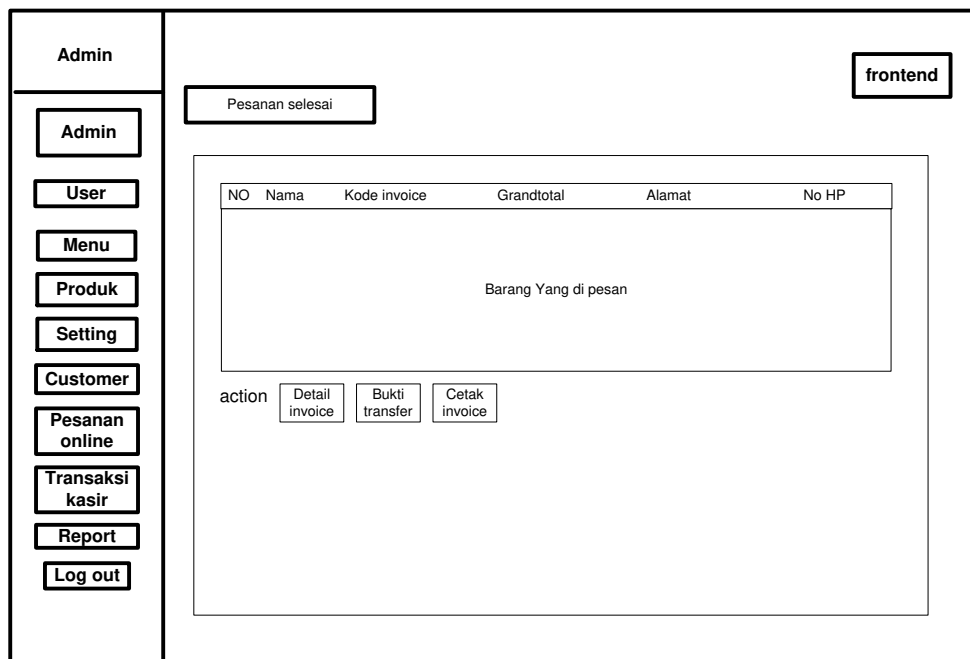 Admin
Admin
User
Menu
Produk
Setting
Customer
Pesanan
online
Transaksi
kasir
Report
Log out
frontend
Pesanan selesai
NO Nama Kode invoice Grandtotal Alamat No HP
Barang Yang di pesan
action
Detail
invoice
Bukti
transfer
Cetak
invoice